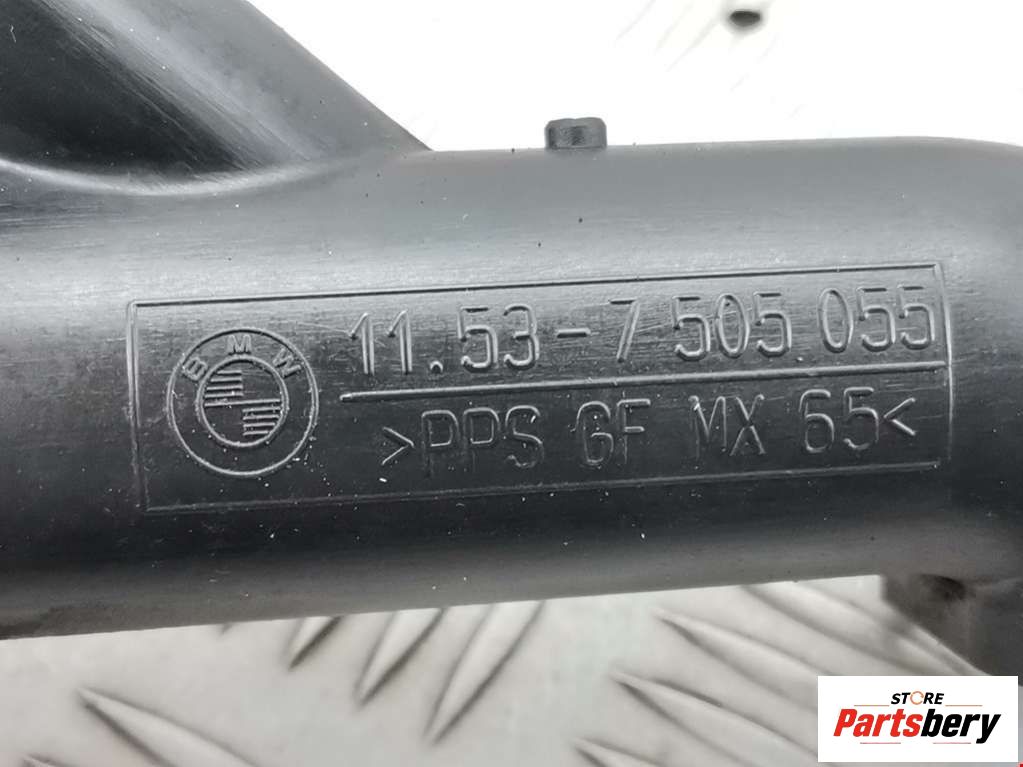 BMW
11.53-7 505 055
>PPS GF MX 65<
STORE
Partsbery